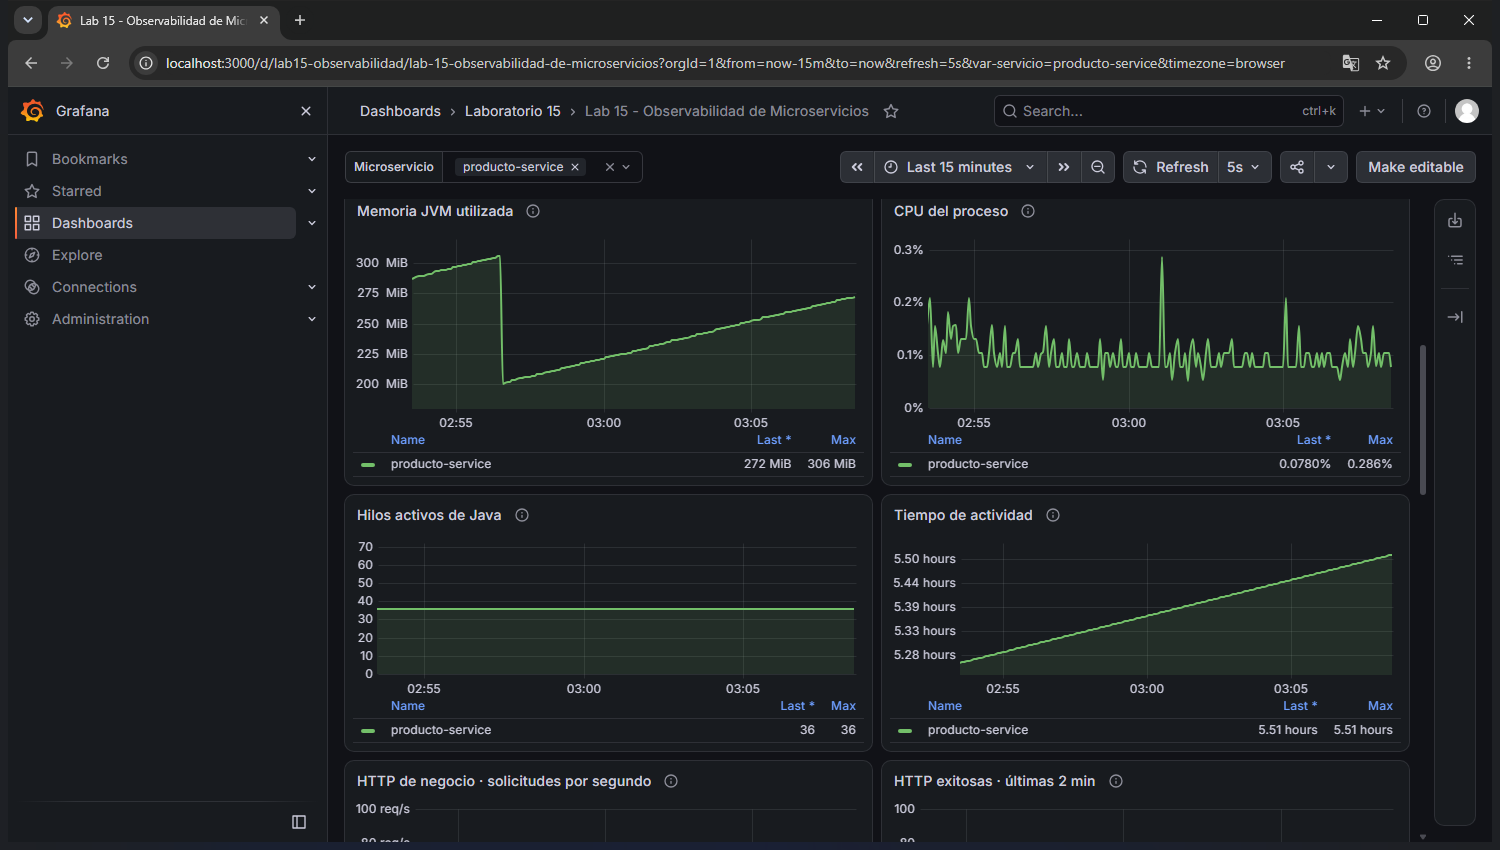 Lab 15 - Observabilidad de Mic
localhost:3000/d/lab15-observabilidad/lab-15-observabilidad-de-microservicios?orgId=1&from=now-15m&to=now&refresh=5s&var-servicio=producto-service&timezone=browser
Grafana
Dashboards › Laboratorio 15 › Lab 15 - Observabilidad de Microservicios
Search... ctrl+k
Bookmarks
Starred
Dashboards
Explore
Connections
Administration
Microservicio producto-service
Last 15 minutes
Refresh 5s
Make editable
Memoria JVM utilizada
300 MiB
275 MiB
250 MiB
225 MiB
200 MiB
02:55 03:00 03:05
Name Last * Max
producto-service 272 MiB 306 MiB
CPU del proceso
0.3%
0.2%
0.1%
0%
02:55 03:00 03:05
Name Last * Max
producto-service 0.0780% 0.286%
Hilos activos de Java
70
60
50
40
30
20
10
0
02:55 03:00 03:05
Name Last * Max
producto-service 36 36
Tiempo de actividad
5.50 hours
5.44 hours
5.39 hours
5.33 hours
5.28 hours
02:55 03:00 03:05
Name Last * Max
producto-service 5.51 hours 5.51 hours
HTTP de negocio · solicitudes por segundo
100 req/s
80 req/s
HTTP exitosas · últimas 2 min
100
80